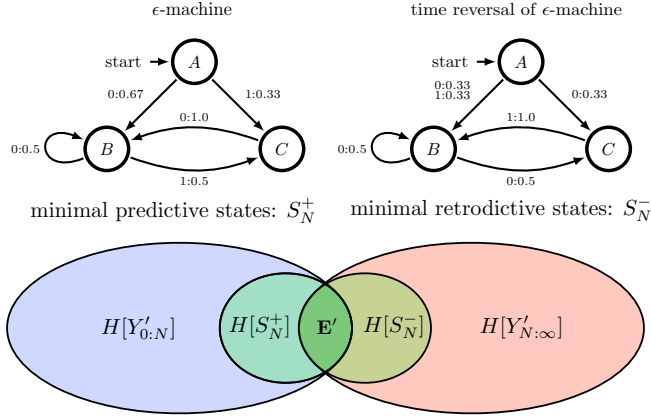 ϵ-machine
time reversal of ϵ-machine
start
A
start
A
0:0.67
1:0.33
0:0.33
1:0.33
0:0.33
0:1.0
1:1.0
0:0.5
B
C
0:0.5
B
C
1:0.5
0:0.5
minimal predictive states: S_N^+
minimal retrodictive states: S_N^-
H[Y'_{0:N}]
H[S_N^+]
E'
H[S_N^-]
H[Y'_{N:∞}]